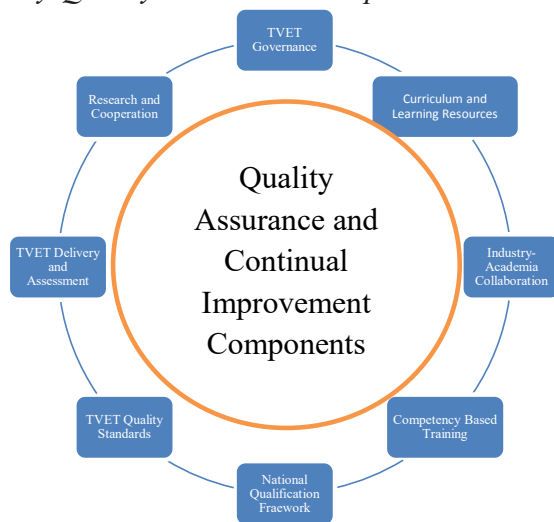 TVET
Governance
Curriculum and
Learning Resources
Industry-
Academia
Collaboration
Competency Based
Training
National
Qualification
Fraework
TVET Quality
Standards
TVET Delivery
and
Assessment
Research and
Cooperation
Quality
Assurance and
Continual
Improvement
Components